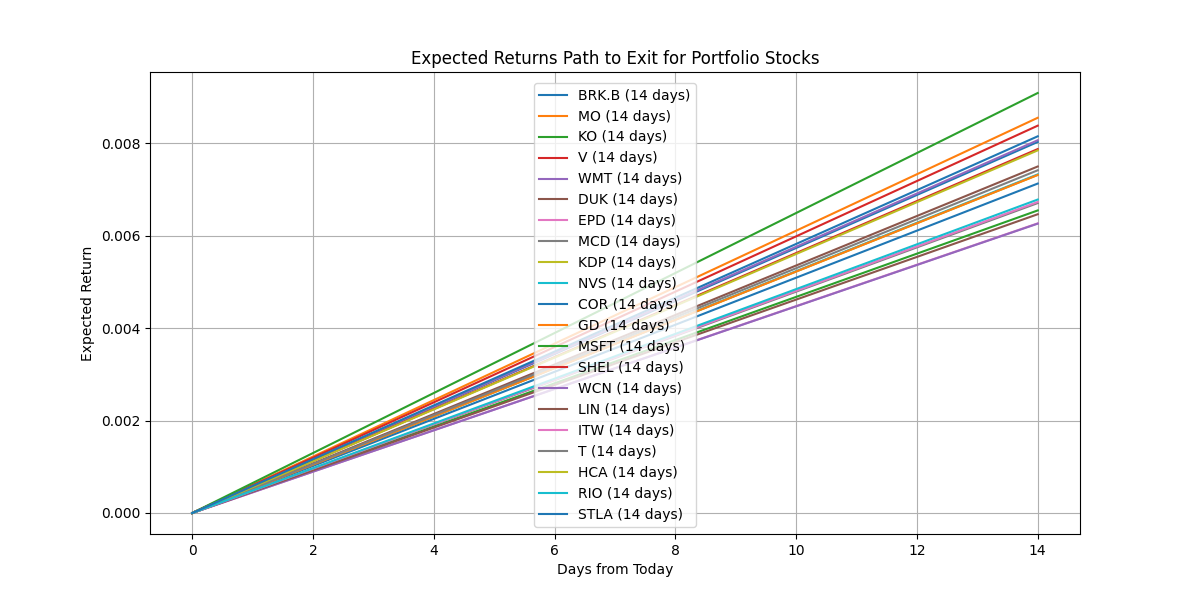 Expected Returns Path to Exit for Portfolio Stocks
Expected Return
0.008
0.006
0.004
0.002
0.000
BRK.B (14 days)
MO (14 days)
KO (14 days)
V (14 days)
WMT (14 days)
DUK (14 days)
EPD (14 days)
MCD (14 days)
KDP (14 days)
NVS (14 days)
COR (14 days)
GD (14 days)
MSFT (14 days)
SHEL (14 days)
WCN (14 days)
LIN (14 days)
ITW (14 days)
T (14 days)
HCA (14 days)
RIO (14 days)
STLA (14 days)
0 2 4 6 8 10 12 14
Days from Today